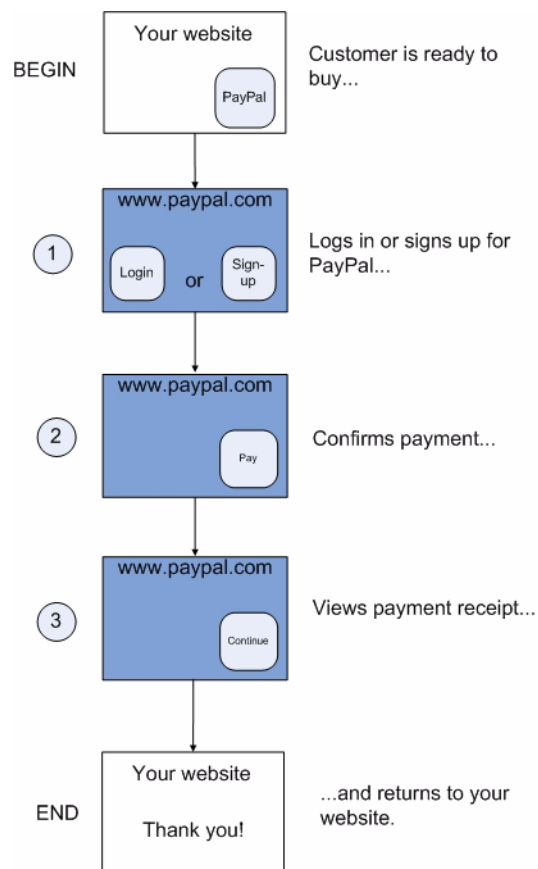 Your website
PayPal
BEGIN
Customer is ready to
buy...
www.paypal.com
1
Login
or
Sign-
up
Logs in or signs up for
PayPal...
www.paypal.com
2
Pay
Confirms payment...
www.paypal.com
3
Continue
Views payment receipt...
Your website
END
Thank you!
...and returns to your
website.